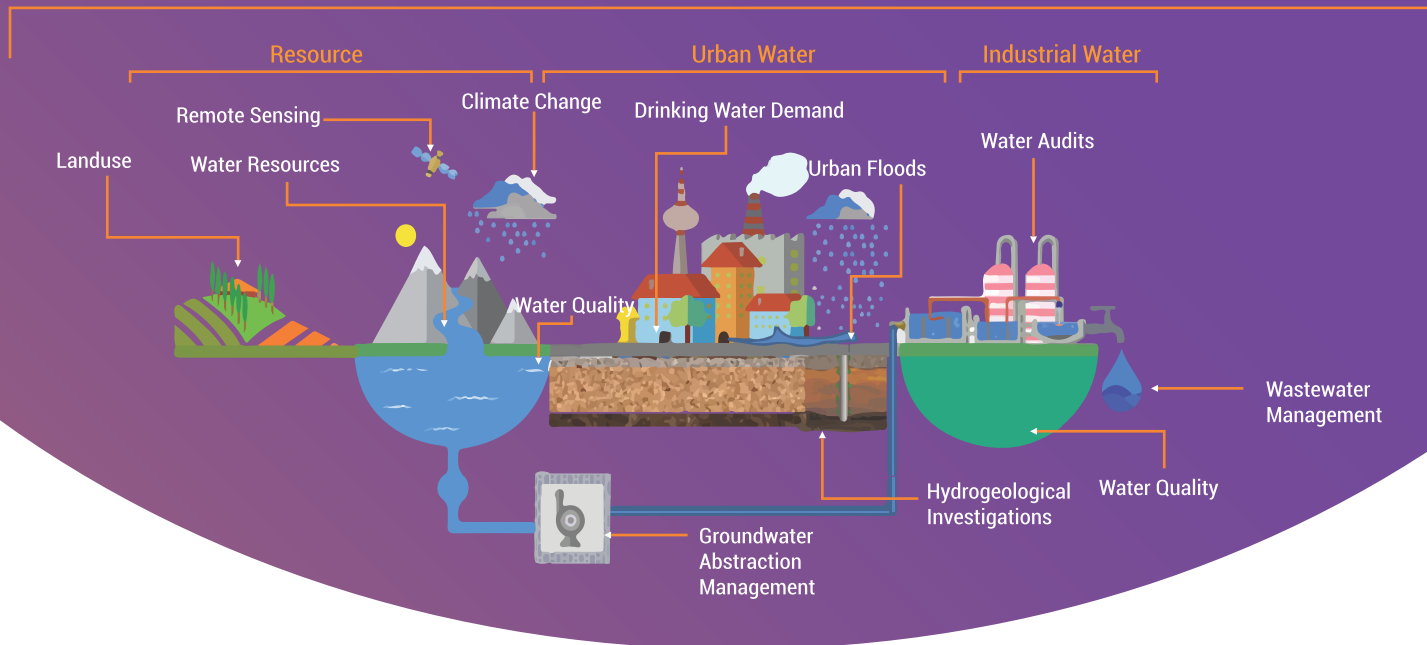 Resource
Urban Water
Industrial Water
Climate Change
Remote Sensing
Drinking Water Demand
Water Audits
Landuse
Water Resources
Urban Floods
Water Quality
Wastewater
Management
Water Quality
Hydrogeological
Investigations
Groundwater
Abstraction
Management